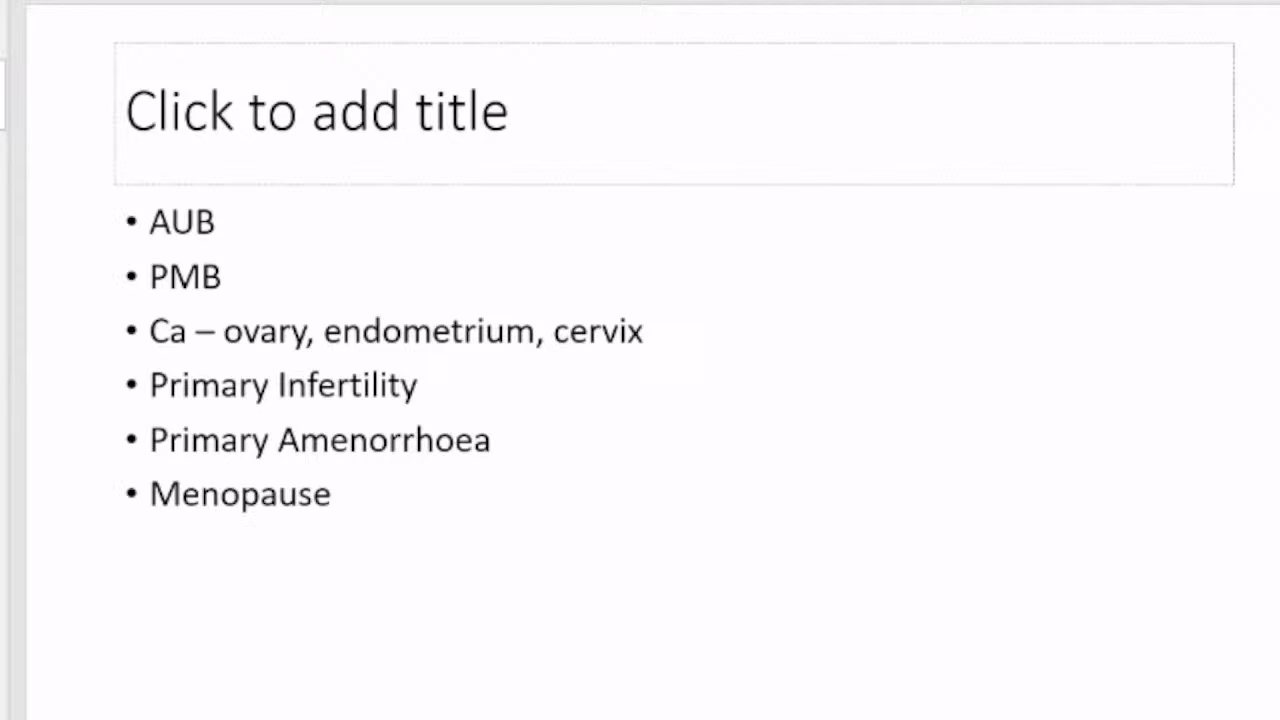 Click to add title
• AUB
• PMB
• Ca – ovary, endometrium, cervix
• Primary Infertility
• Primary Amenorrhoea
• Menopause